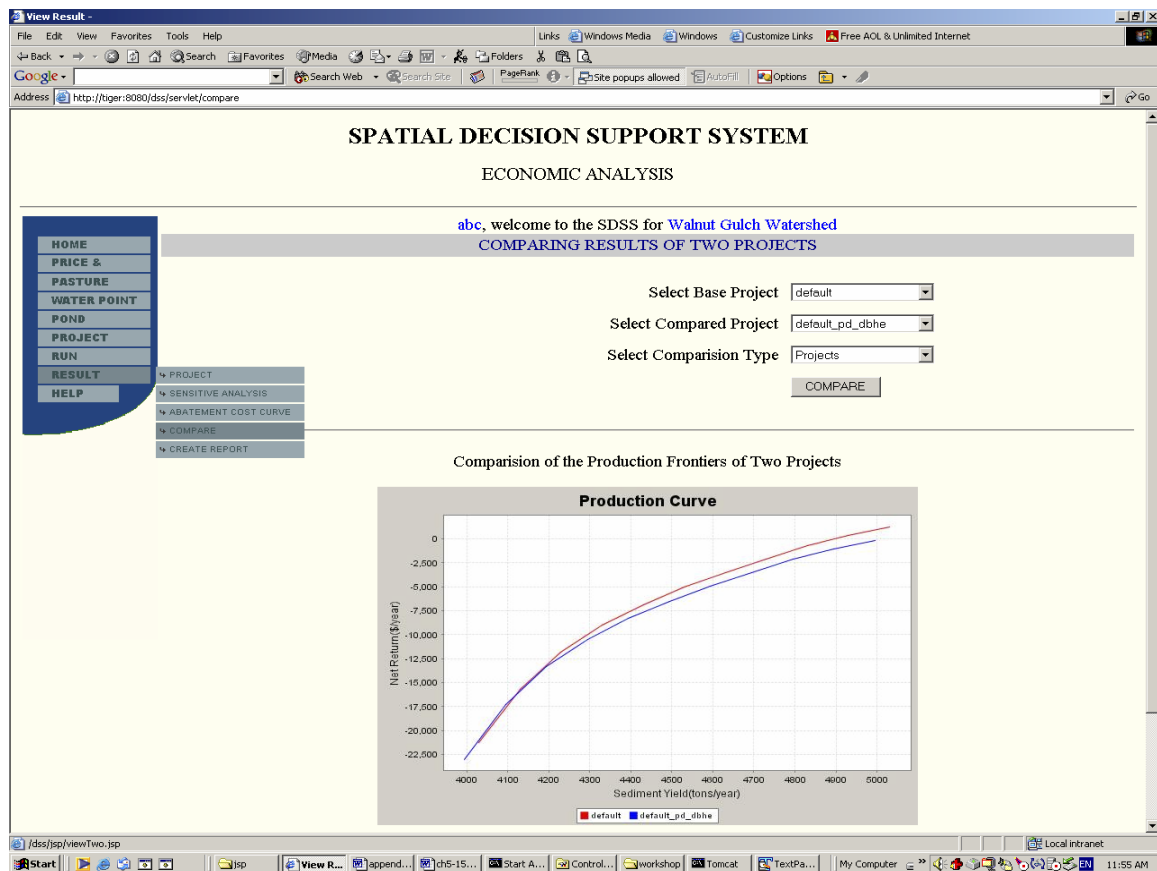 View Result -
File Edit View Favorites Tools Help Links Windows Media Windows Customize Links Free AOL & Unlimited Internet
Back Search Favorites Media Folders
Google Search Web Search Site PageRank Site popups allowed AutoFill Options
Address http://tiger:8080/dss/servlet/compare Go
SPATIAL DECISION SUPPORT SYSTEM
ECONOMIC ANALYSIS
abc, welcome to the SDSS for Walnut Gulch Watershed
COMPARING RESULTS OF TWO PROJECTS
HOME
PRICE &
PASTURE
WATER POINT
POND
PROJECT
RUN
RESULT
HELP
PROJECT
SENSITIVE ANALYSIS
ABATEMENT COST CURVE
COMPARE
CREATE REPORT
Select Base Project default
Select Compared Project default_pd_dbhe
Select Comparision Type Projects
COMPARE
Comparision of the Production Frontiers of Two Projects
Production Curve
Net Return($/year)
0
-2,500
-5,000
-7,500
-10,000
-12,500
-15,000
-17,500
-20,000
-22,500
4000 4100 4200 4300 4400 4500 4600 4700 4800 4900 5000
Sediment Yield(tons/year)
default default_pd_dbhe
/dss/jsp/viewTwo.jsp Local intranet
Start jsp View R... append... ch5-15... Start A... Control... workshop Tomcat TextPa... My Computer EN 11:55 AM